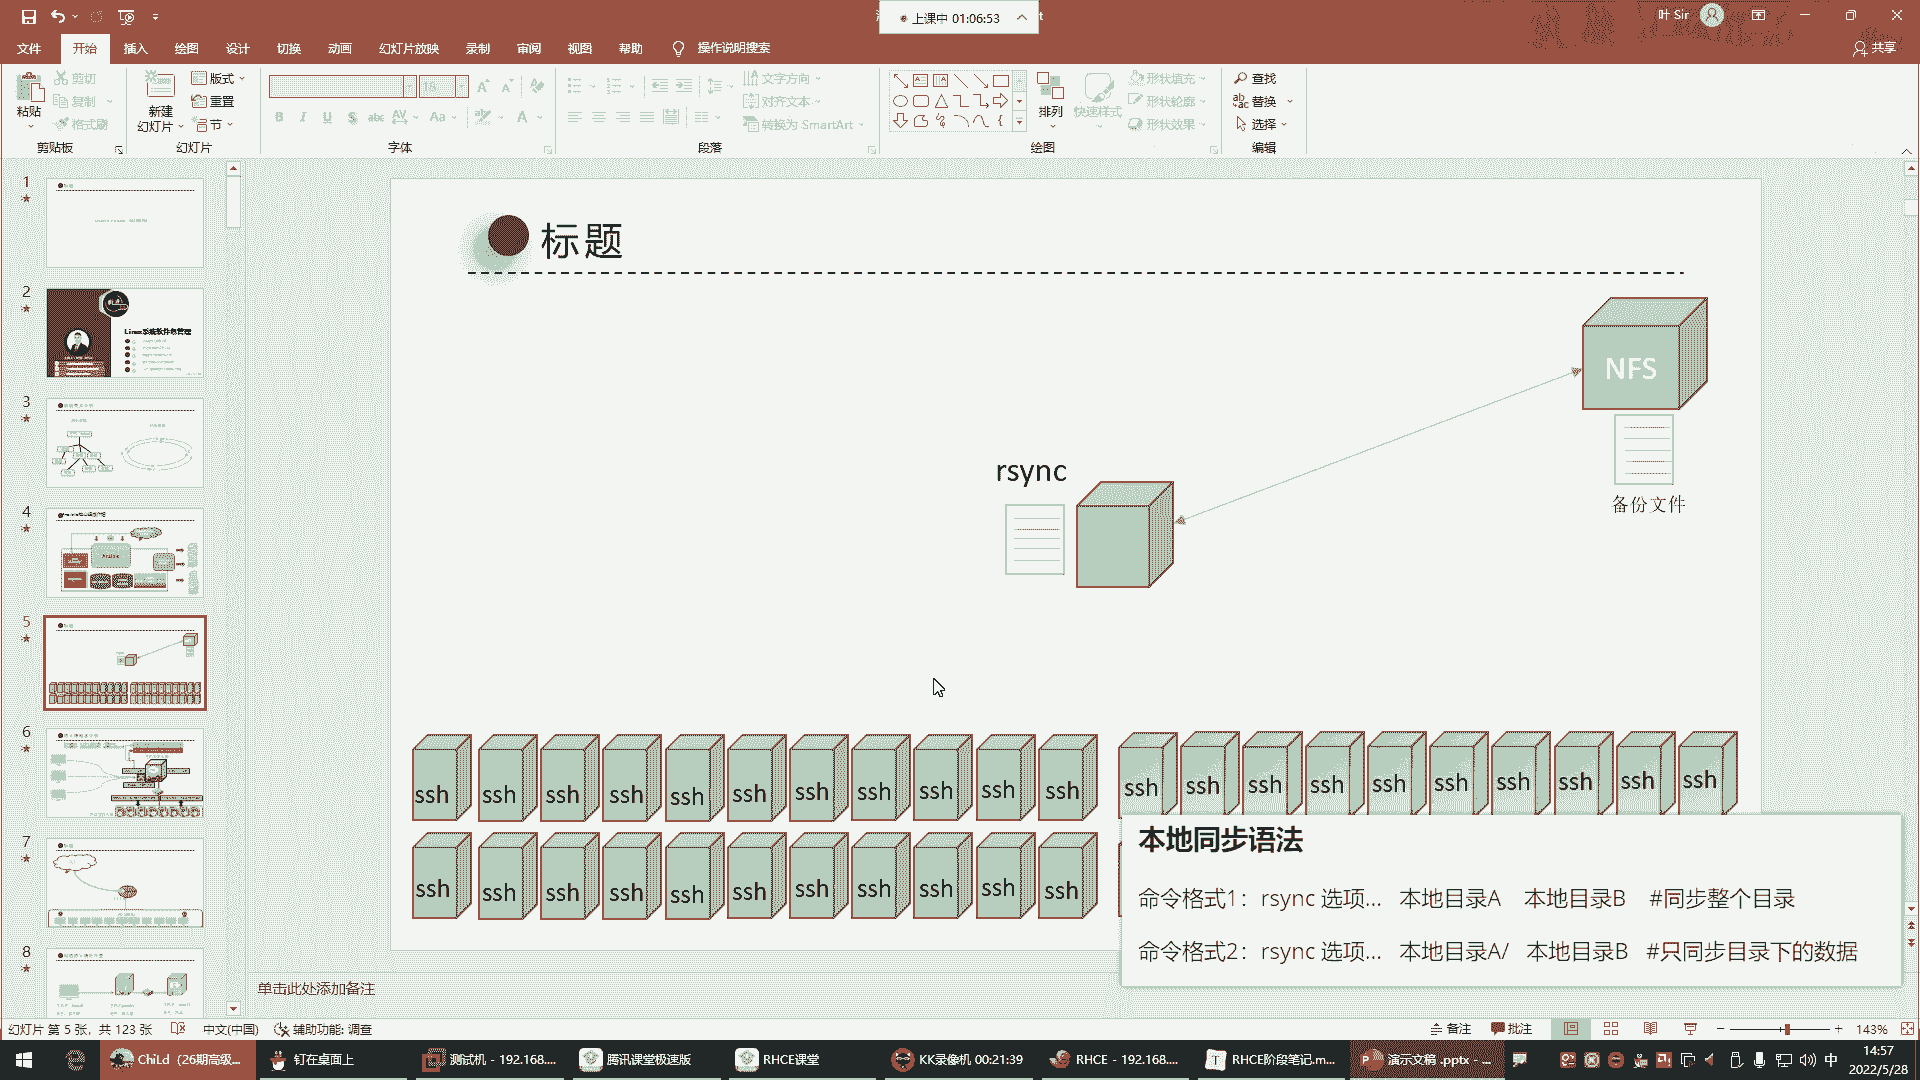 上课中 01:06:53
叶 Sir
文件 开始 插入 绘图 设计 切换 动画 幻灯片放映 录制 审阅 视图 帮助 操作说明搜索 共享
粘贴 剪切 复制 格式刷
新建幻灯片 版式 重置 节
18
B I U S abc AV Aa A
文字方向 对齐文本 转换为 SmartArt
排列 快速样式 形状填充 形状轮廓 形状效果
查找 替换 选择
剪贴板 幻灯片 字体 段落 绘图 编辑
1
2
Linux系统软件包管理
3
4
5
6
7
8
标题
NFS
备份文件
rsync
ssh ssh ssh ssh ssh ssh ssh ssh ssh ssh ssh ssh ssh ssh ssh ssh ssh ssh ssh ssh ssh
ssh ssh ssh ssh ssh ssh ssh ssh ssh ssh ssh
本地同步语法
命令格式1：rsync 选项... 本地目录A 本地目录B #同步整个目录
命令格式2：rsync 选项... 本地目录A/ 本地目录B #只同步目录下的数据
单击此处添加备注
幻灯片 第 5 张，共 123 张 中文(中国) 辅助功能: 调查 备注 批注 143%
ChiLd（26期高级... 钉在桌面上 测试机 - 192.168.... 腾讯课堂极速版 RHCE课堂 KK录像机 00:21:39 RHCE - 192.168.... RHCE阶段笔记.m... 演示文稿 .pptx - ... 中 14:57
2022/5/28